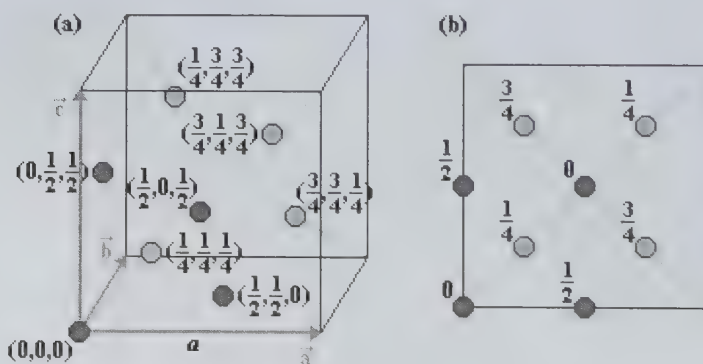 (a)
(b)
(1/4,3/4,3/4)
c
(3/4,1/4,3/4)
(0,1/2,1/2)
(1/2,0,1/2)
(3/4,3/4,1/4)
b
(1/4,1/4,1/4)
(1/2,1/2,0)
(0,0,0)
a
a
3/4
1/4
1/2
0
1/4
3/4
0
1/2